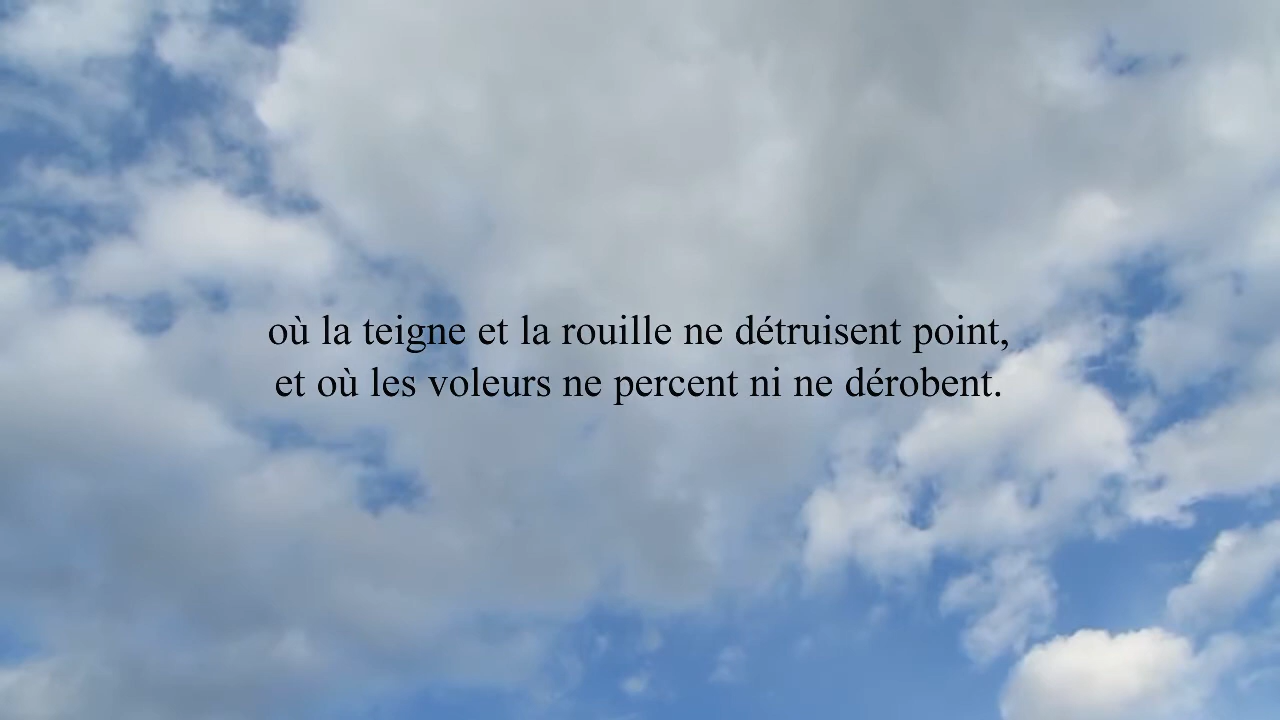 où la teigne et la rouille ne détruisent point,
et où les voleurs ne percent ni ne dérobent.